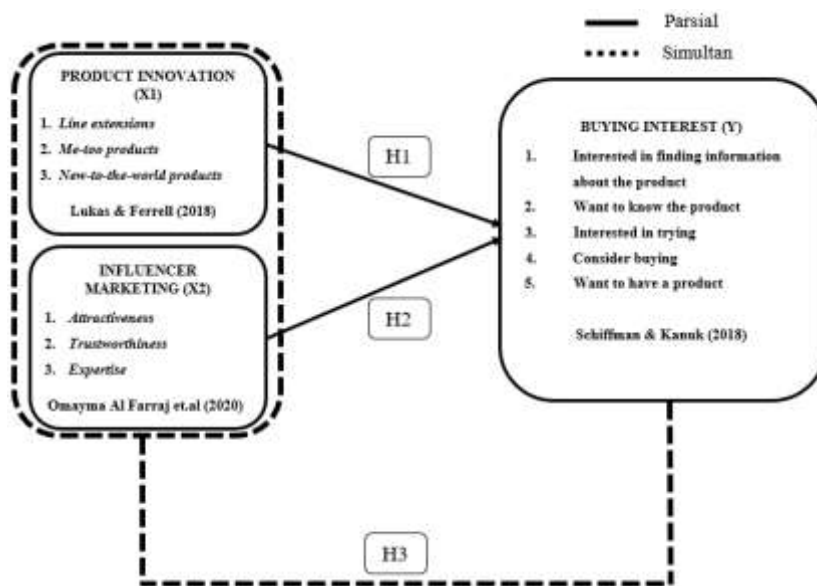 Parsial
Simultan
PRODUCT INNOVATION
(X1)
1. Line extensions
2. Me-too products
3. New-to-the-world products
Lukas & Ferrell (2018)
H1
BUYING INTEREST (Y)
1. Interested in finding information
about the product
2. Want to know the product
3. Interested in trying
4. Consider buying
5. Want to have a product
Schiffman & Kanuk (2018)
INFLUENCER
MARKETING (X2)
1. Attractiveness
2. Trustworthiness
3. Expertise
Omayma Al Farraj et.al (2020)
H2
H3